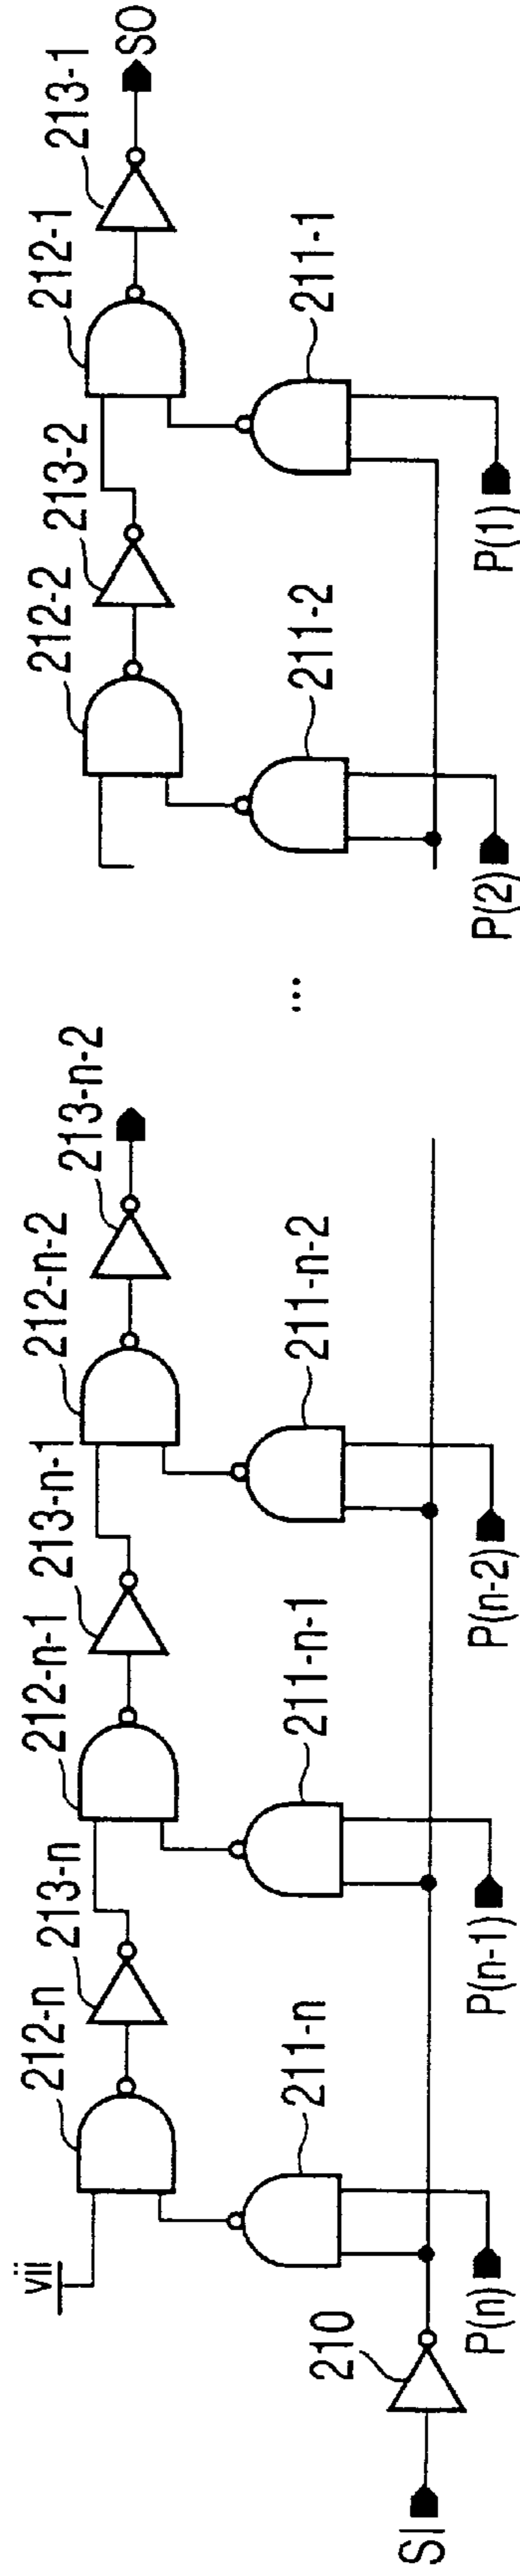 vii
212-n
213-n
212-n-1
213-n-1
212-n-2
213-n-2
212-2
213-2
212-1
213-1
SO
211-n
211-n-1
211-n-2
...
211-2
211-1
SI
210
P(n)
P(n-1)
P(n-2)
P(2)
P(1)